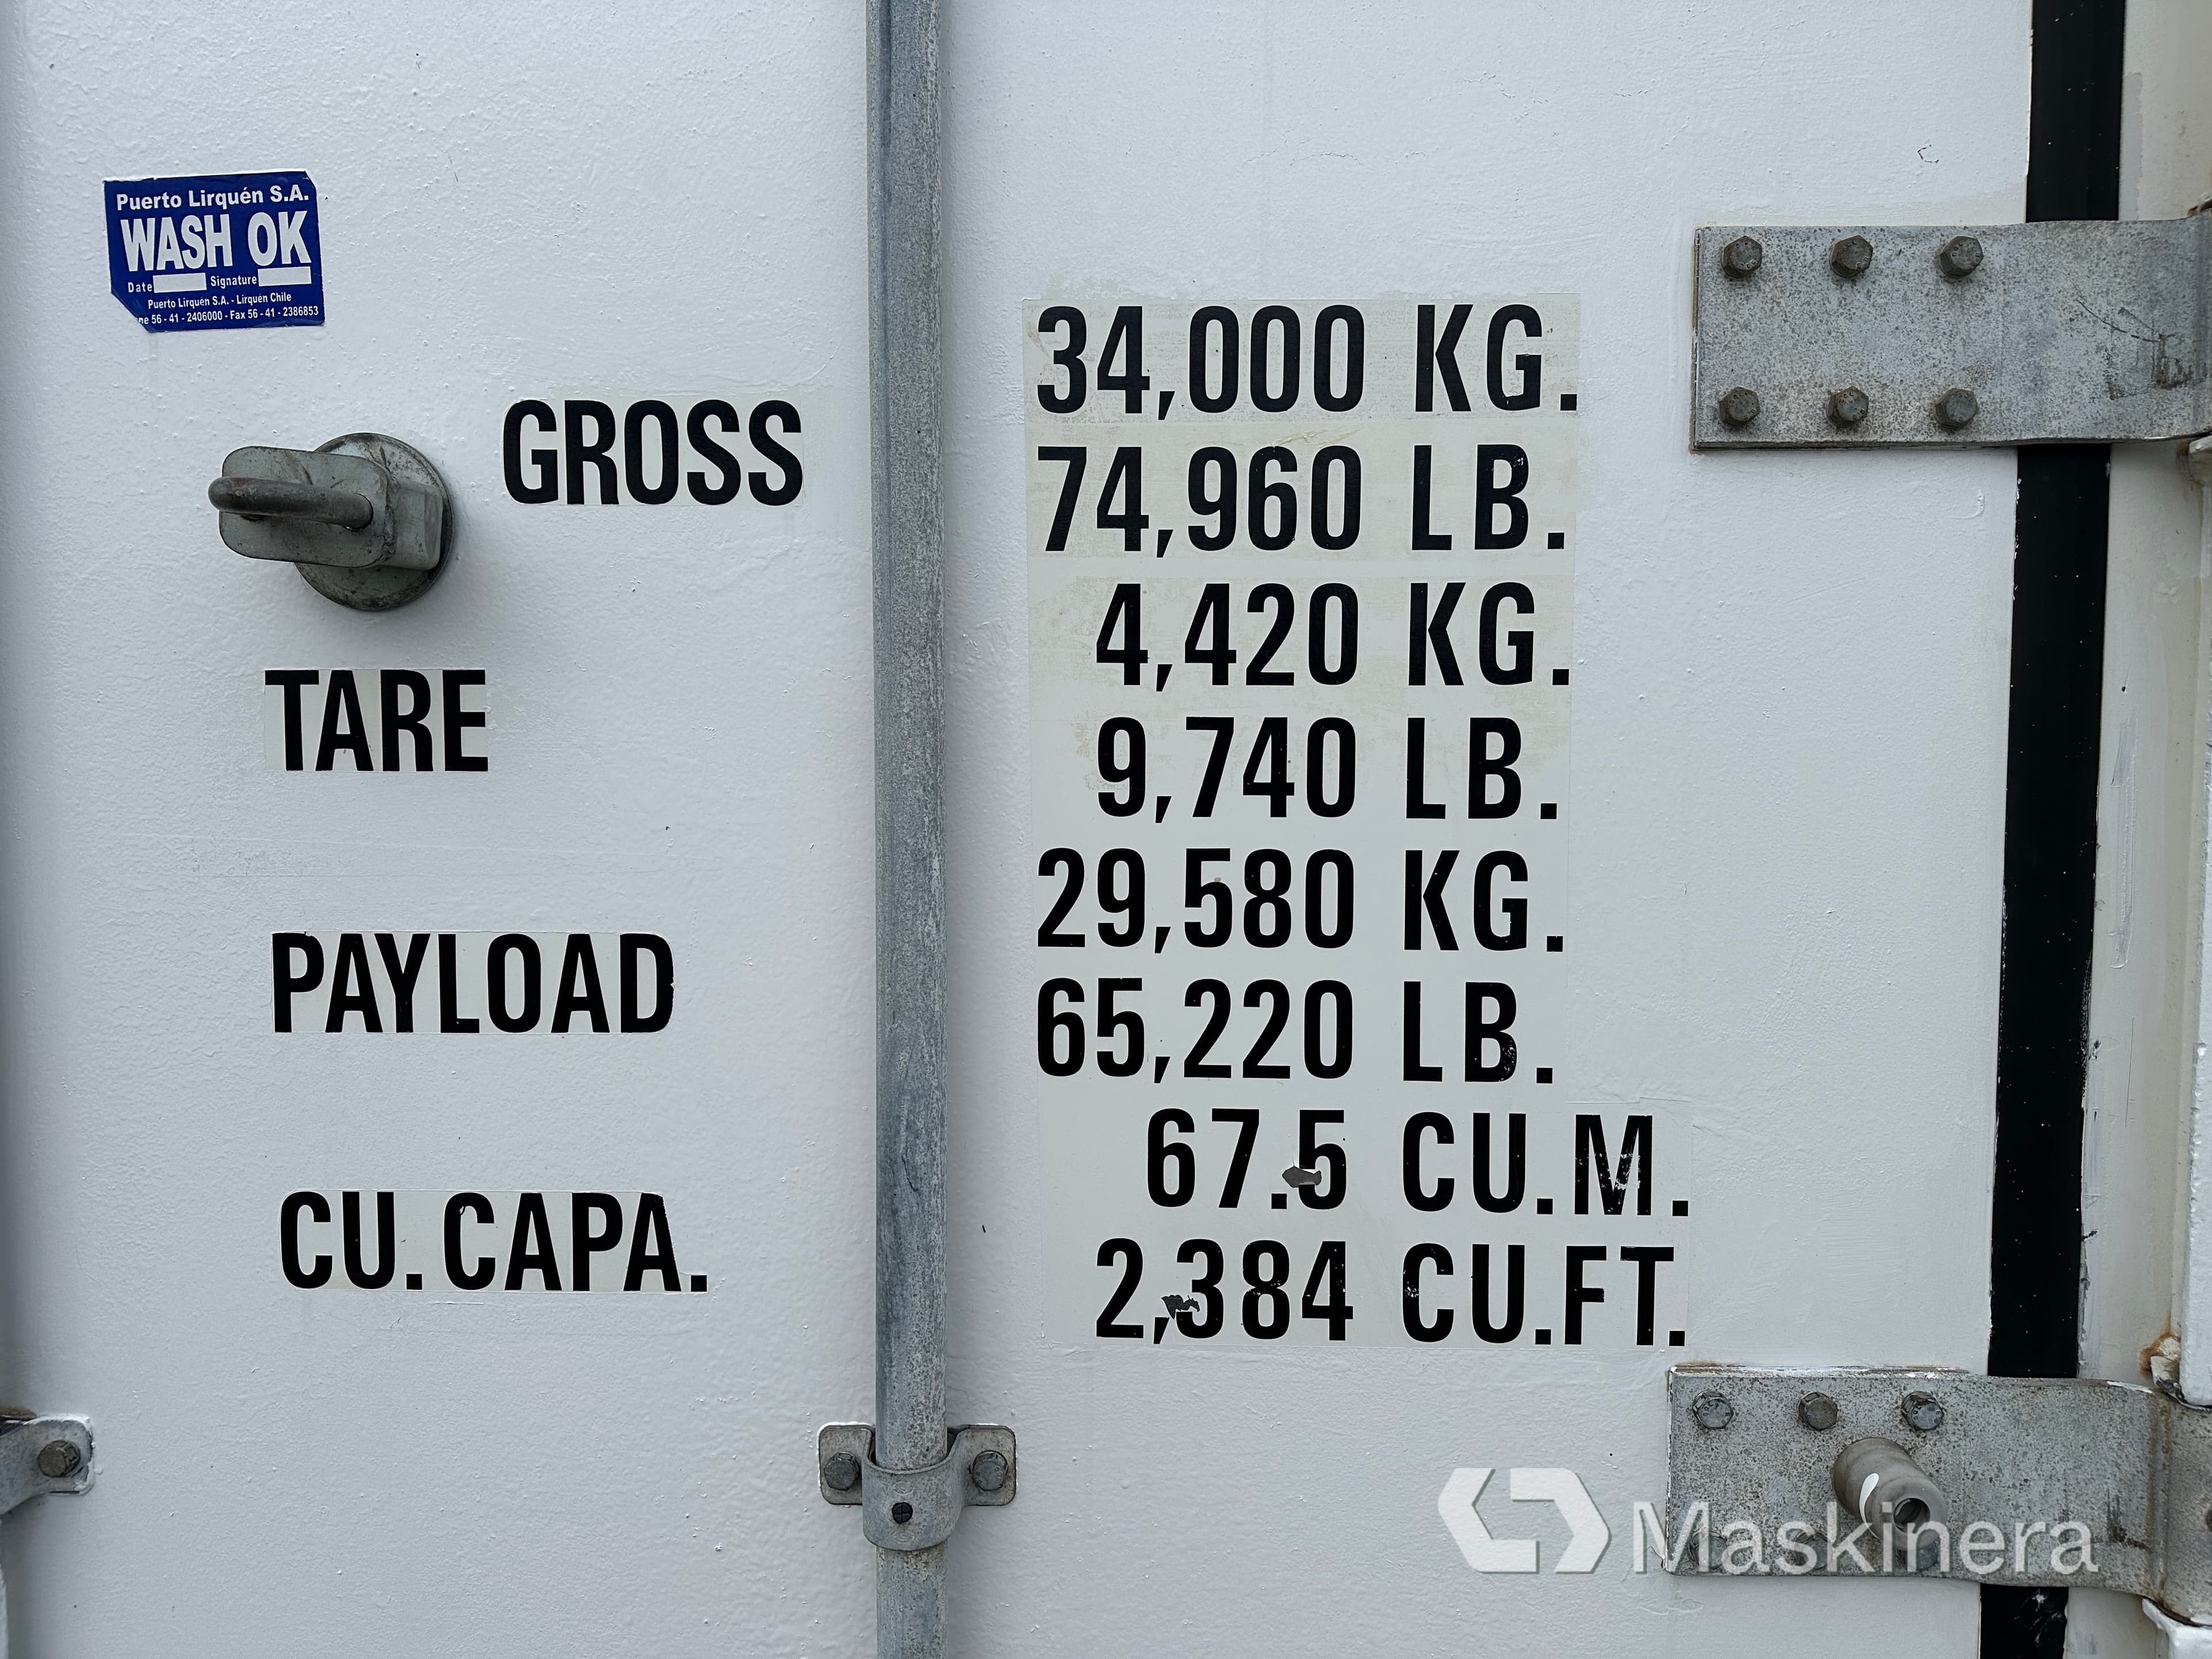 Puerto Lirquén S.A.
WASH OK
Date Signature
Puerto Lirquén S.A. - Lirquen Chile
56 - 41 - 2406000 - Fax 56 - 41 - 2386853
GROSS 34,000 KG.
74,960 LB.
TARE 4,420 KG.
9,740 LB.
PAYLOAD 29,580 KG.
65,220 LB.
CU.CAPA. 67.5 CU.M.
2,384 CU.FT.
Maskinera